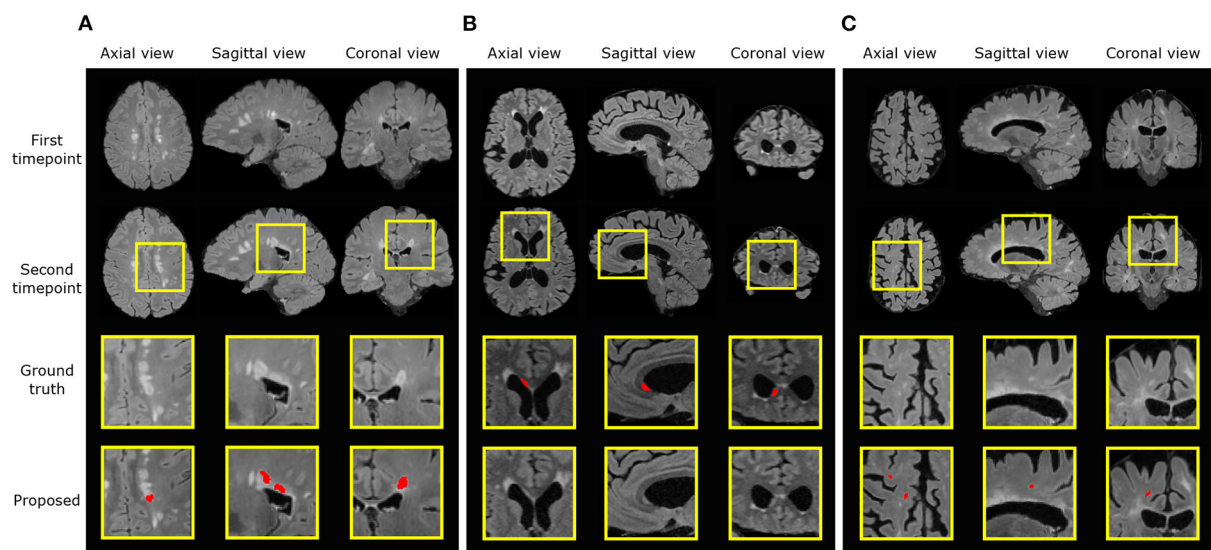 A B C
Axial view Sagittal view Coronal view Axial view Sagittal view Coronal view Axial view Sagittal view Coronal view
First
timepoint
Second
timepoint
Ground
truth
Proposed